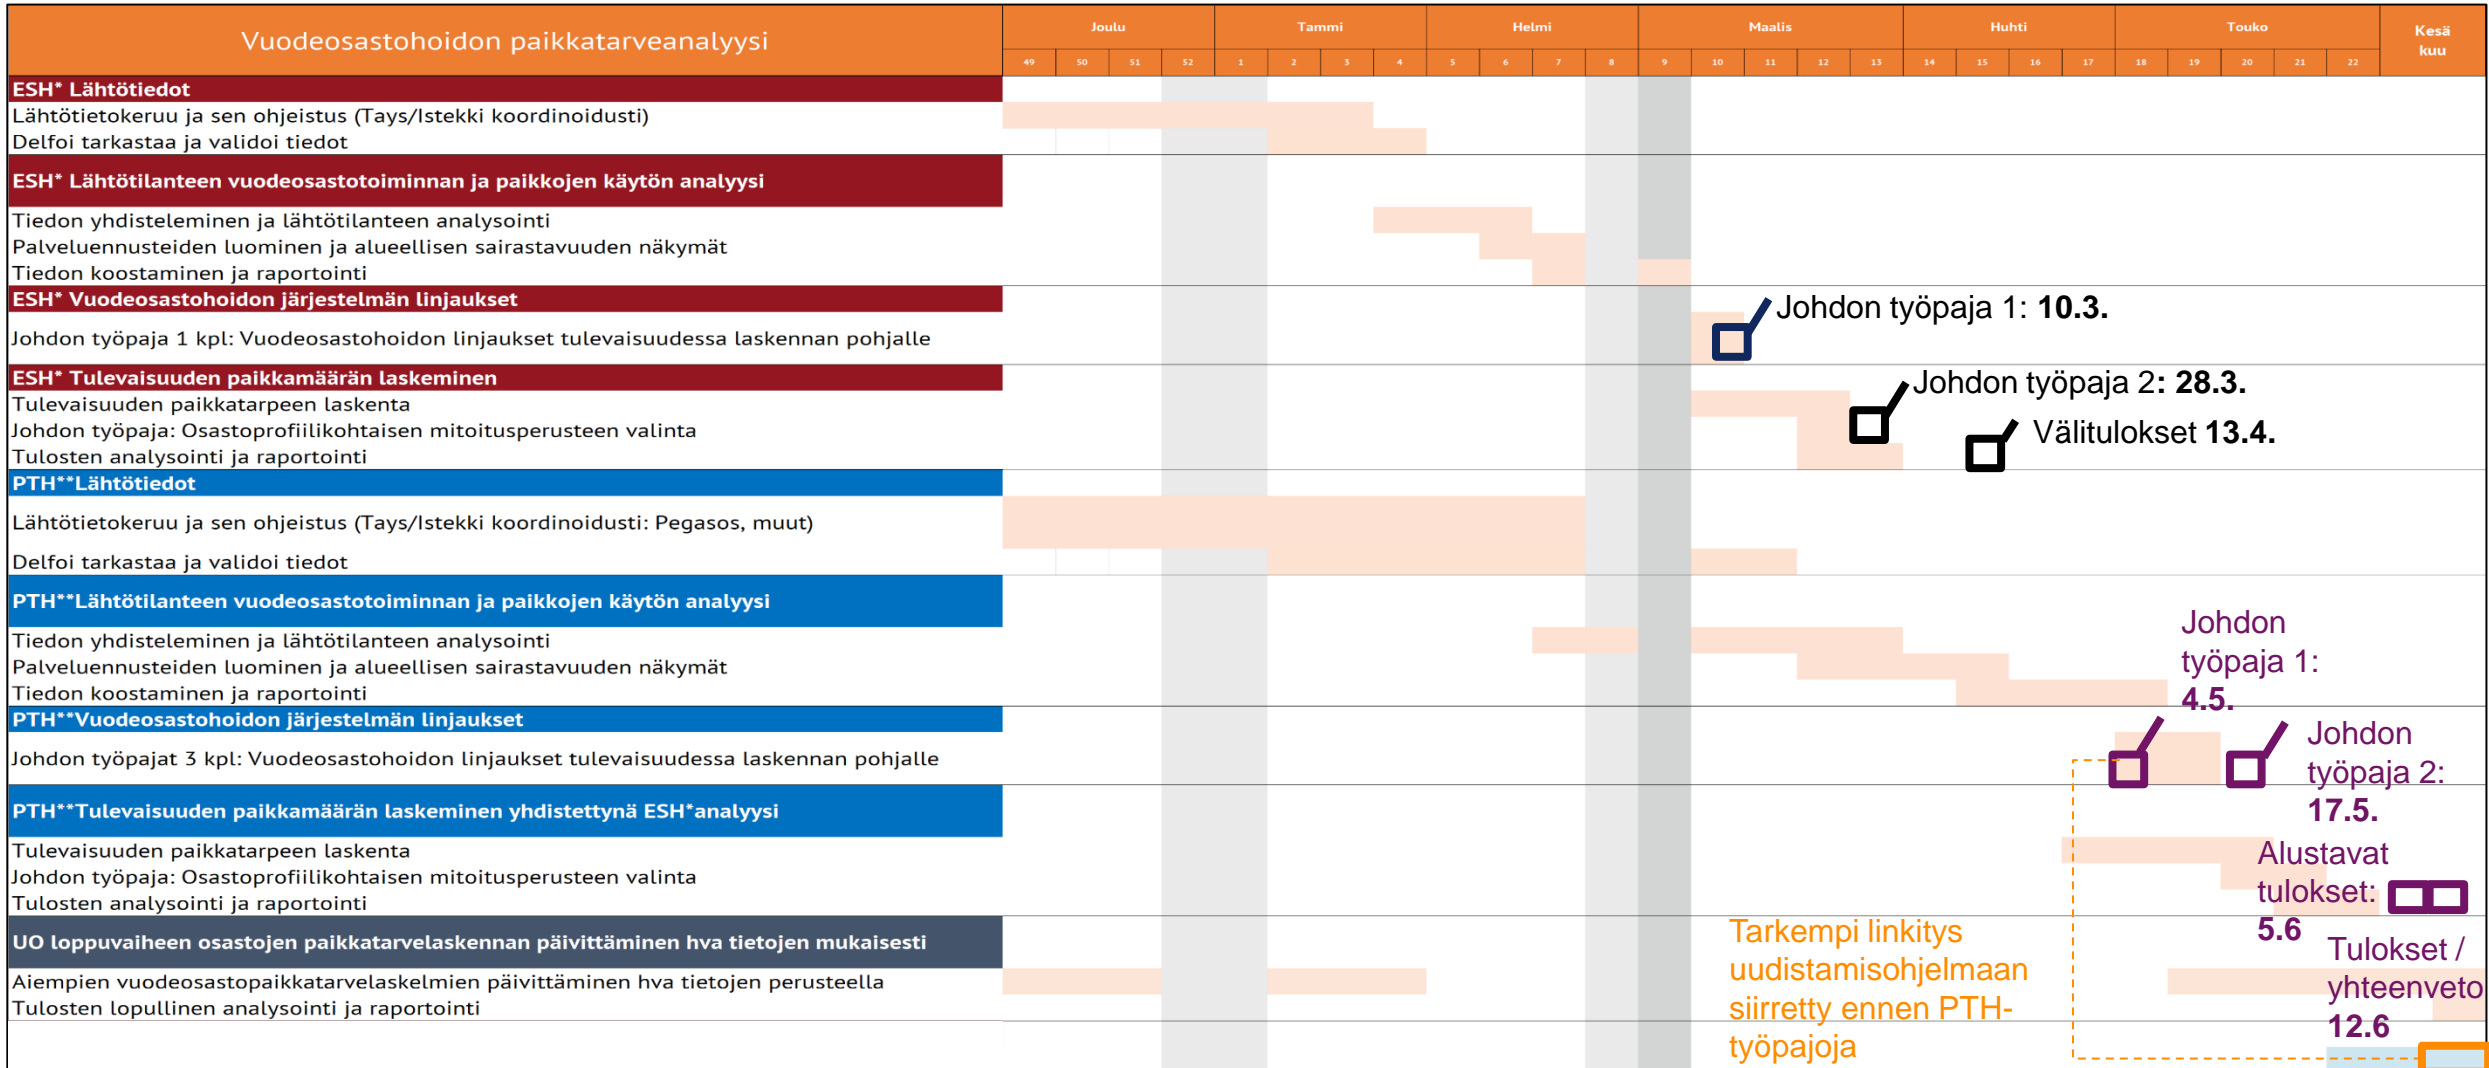 Vuodeosastohoidon paikkatarveanalyysi
Joulu Tammi Helmi Maalis Huhti Touko Kesä
kuu
49 50 51 52 1 2 3 4 5 6 7 8 9 10 11 12 13 14 15 16 17 18 19 20 21 22
ESH* Lähtötiedot
Lähtötietokeruu ja sen ohjeistus (Tays/Istekki koordinoidusti)
Delfoi tarkastaa ja validoi tiedot
ESH* Lähtötilanteen vuodeosastotoiminnan ja paikkojen käytön analyysi
Tiedon yhdisteleminen ja lähtötilanteen analysointi
Palveluennusteiden luominen ja alueellisen sairastavuuden näkymät
Tiedon koostaminen ja raportointi
ESH* Vuodeosastohoidon järjestelmän linjaukset
Johdon työpaja 1: 10.3.
Johdon työpaja 1 kpl: Vuodeosastohoidon linjaukset tulevaisuudessa laskennan pohjalle
ESH* Tulevaisuuden paikkamäärän laskeminen
Johdon työpaja 2: 28.3.
Tulevaisuuden paikkatarpeen laskenta
Johdon työpaja: Osastoprofiilikohtaisen mitoitusperusteen valinta
Välitulokset 13.4.
Tulosten analysointi ja raportointi
PTH**Lähtötiedot
Lähtötietokeruu ja sen ohjeistus (Tays/Istekki koordinoidusti: Pegasos, muut)
Delfoi tarkastaa ja validoi tiedot
PTH**Lähtötilanteen vuodeosastotoiminnan ja paikkojen käytön analyysi
Tiedon yhdisteleminen ja lähtötilanteen analysointi
Palveluennusteiden luominen ja alueellisen sairastavuuden näkymät
Tiedon koostaminen ja raportointi
Johdon
työpaja 1:
4.5.
PTH**Vuodeosastohoidon järjestelmän linjaukset
Johdon työpajat 3 kpl: Vuodeosastohoidon linjaukset tulevaisuudessa laskennan pohjalle
Johdon
työpaja 2:
17.5.
PTH**Tulevaisuuden paikkamäärän laskeminen yhdistettynä ESH*analyysi
Tulevaisuuden paikkatarpeen laskenta
Johdon työpaja: Osastoprofiilikohtaisen mitoitusperusteen valinta
Tulosten analysointi ja raportointi
Alustavat
tulokset:
5.6
UO loppuvaiheen osastojen paikkatarvelaskennan päivittäminen hva tietojen mukaisesti
Aiempien vuodeosastopaikkatarvelaskelmien päivittäminen hva tietojen perusteella
Tulosten lopullinen analysointi ja raportointi
Tarkempi linkitys
uudistamisohjelmaan
siirretty ennen PTH-
työpajoja
Tulokset /
yhteenveto
12.6